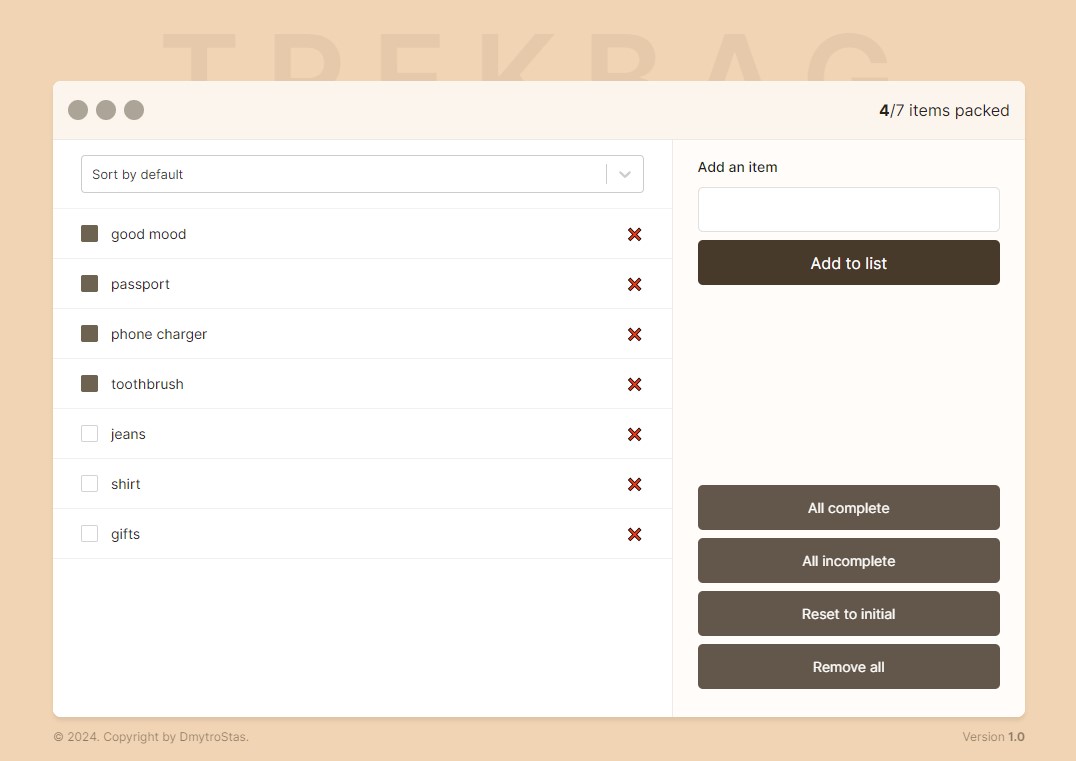 TREKBAG
4/7 items packed
Sort by default
good mood
passport
phone charger
toothbrush
jeans
shirt
gifts
Add an item
Add to list
All complete
All incomplete
Reset to initial
Remove all
© 2024. Copyright by DmytroStas.
Version 1.0